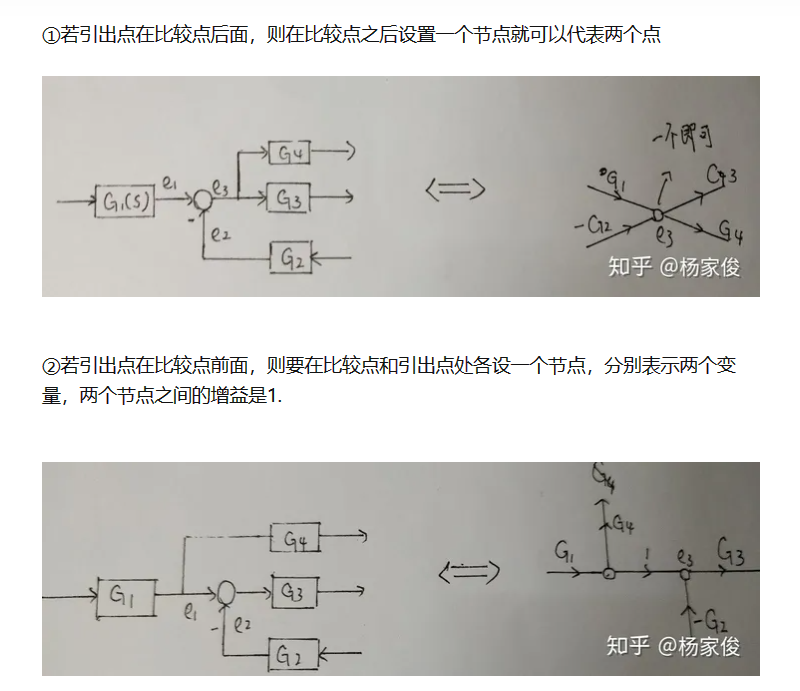 ①若引出点在比较点后面，则在比较点之后设置一个节点就可以代表两个点
G4
G1(S)
e1
e3
G3
-
e2
G2
一个即可
G1
G3
-G2
e3
G4
知乎 @杨家俊
②若引出点在比较点前面，则要在比较点和引出点处各设一个节点，分别表示两个变
量，两个节点之间的增益是1.
G4
G1
e1
G3
-
e2
G2
G4
G4
G1
1
e3
G3
-G2
知乎 @杨家俊